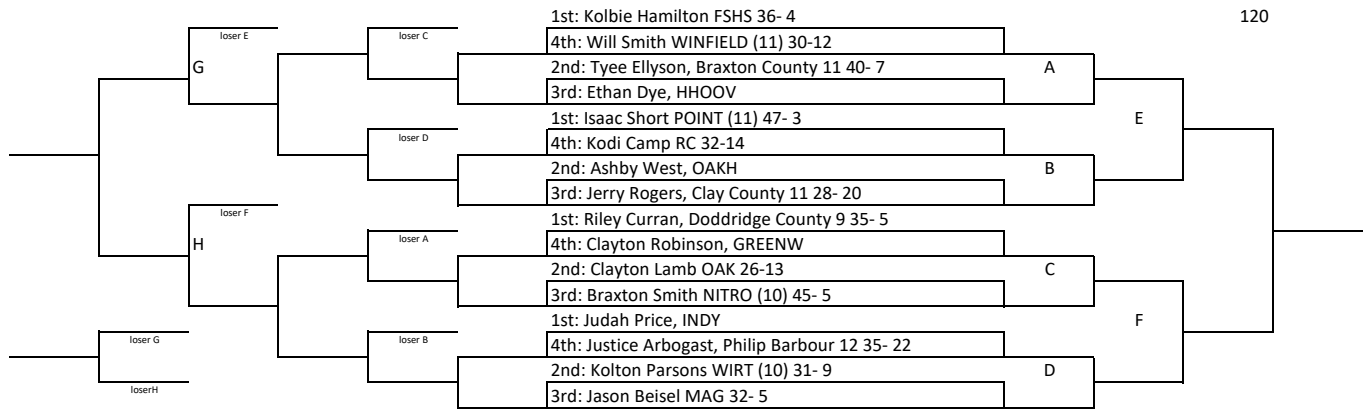 1st: Kolbie Hamilton FSHS 36- 4
120
loser E
loser C
4th: Will Smith WINFIELD (11) 30-12
G
2nd: Tyee Ellyson, Braxton County 11 40- 7
A
3rd: Ethan Dye, HHOOV
1st: Isaac Short POINT (11) 47- 3
E
loser D
4th: Kodi Camp RC 32-14
2nd: Ashby West, OAKH
B
3rd: Jerry Rogers, Clay County 11 28- 20
loser F
1st: Riley Curran, Doddridge County 9 35- 5
H
loser A
4th: Clayton Robinson, GREENW
2nd: Clayton Lamb OAK 26-13
C
3rd: Braxton Smith NITRO (10) 45- 5
1st: Judah Price, INDY
F
loser G
loser B
4th: Justice Arbogast, Philip Barbour 12 35- 22
2nd: Kolton Parsons WIRT (10) 31- 9
D
loserH
3rd: Jason Beisel MAG 32- 5